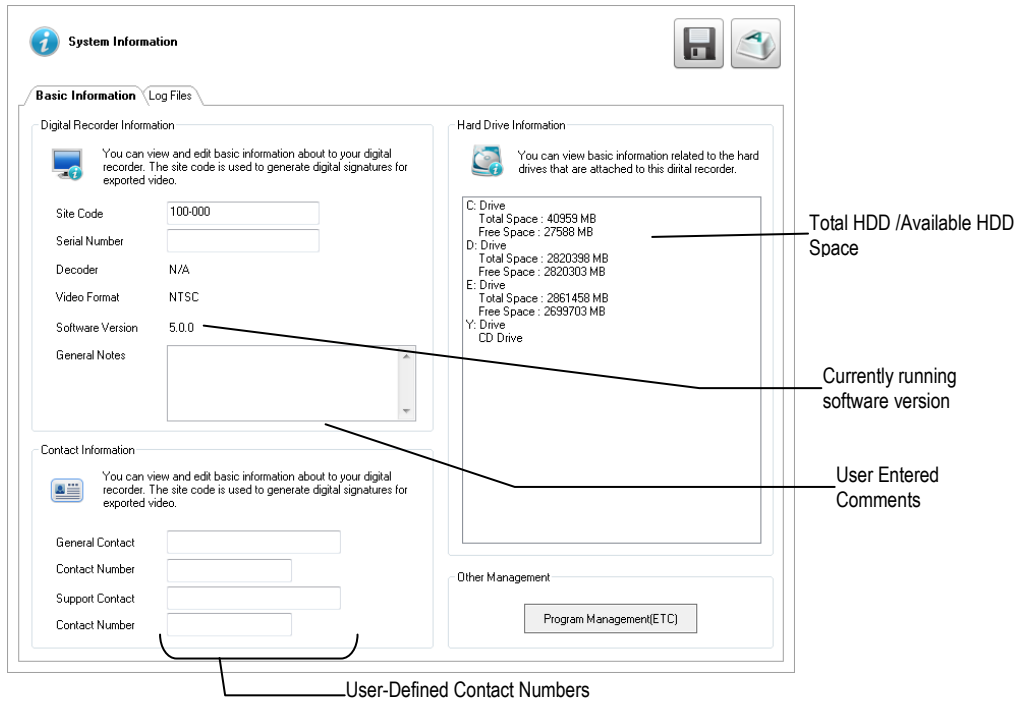 System Information
Basic Information
Log Files
Digital Recorder Information
You can view and edit basic information about to your digital
recorder. The site code is used to generate digital signatures for
exported video.
Site Code
100-000
Serial Number
Decoder
N/A
Video Format
NTSC
Software Version
5.0.0
General Notes
Contact Information
You can view and edit basic information about to your digital
recorder. The site code is used to generate digital signatures for
exported video.
General Contact
Contact Number
Support Contact
Contact Number
Hard Drive Information
You can view basic information related to the hard
drives that are attached to this dirital recorder.
C: Drive
Total Space : 40959 MB
Free Space : 27588 MB
D: Drive
Total Space : 2820398 MB
Free Space : 2820303 MB
E: Drive
Total Space : 2861458 MB
Free Space : 2699703 MB
Y: Drive
CD Drive
Other Management
Program Management(ETC)
Total HDD /Available HDD
Space
Currently running
software version
User Entered
Comments
User-Defined Contact Numbers